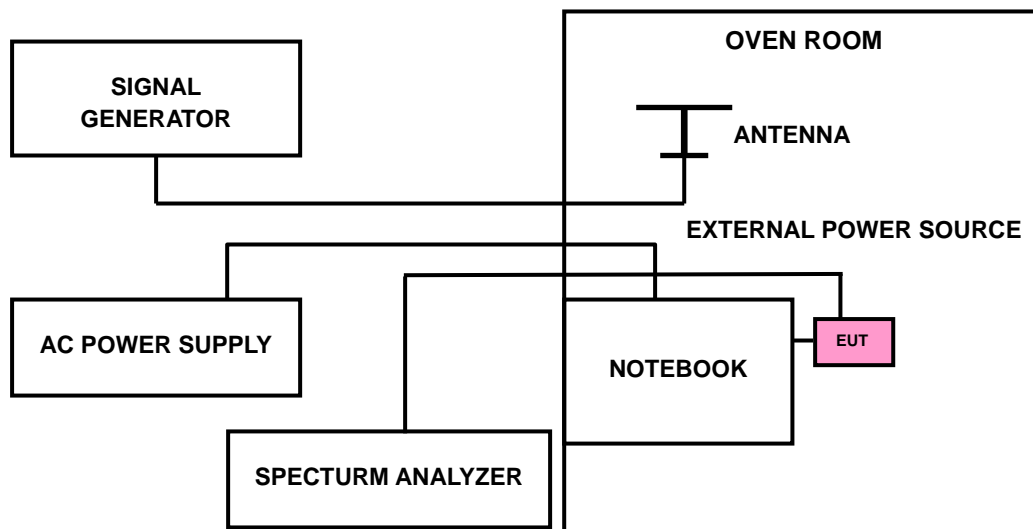 OVEN ROOM
SIGNAL
GENERATOR
ANTENNA
EXTERNAL POWER SOURCE
AC POWER SUPPLY
NOTEBOOK
EUT
SPECTURM ANALYZER